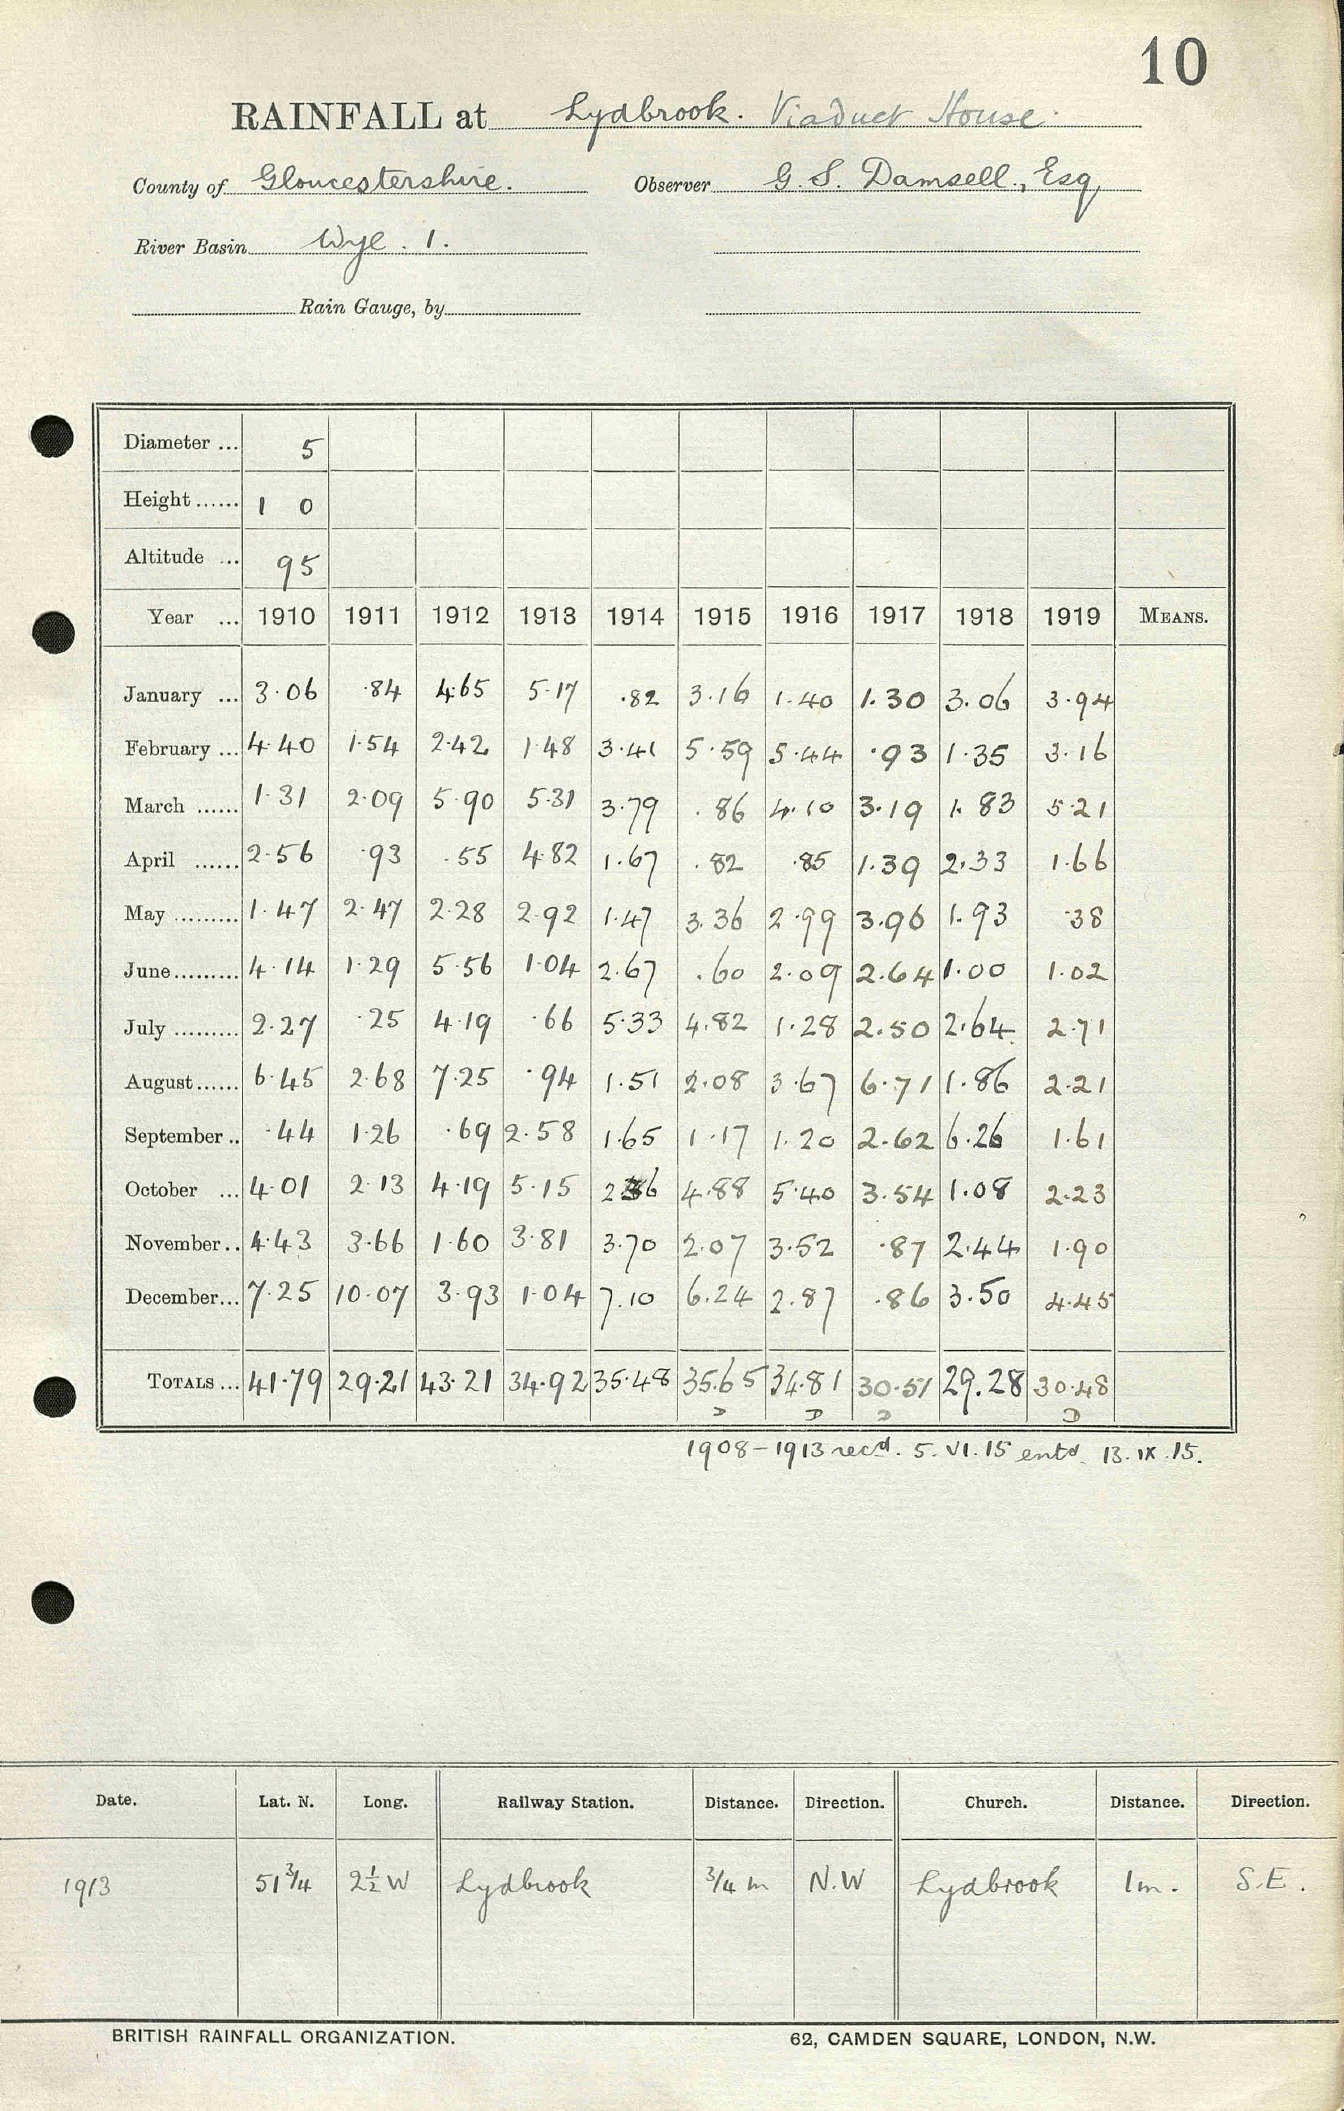 10
RAINFALL at Lydbrook. Viaduct House.
County of Gloucestershire. Observer G. S. Damsell., Esq
River Basin Wye. 1.
Rain Gauge, by
Diameter ... 5
Height ...... 1 0
Altitude ... 95
Year ... 1910 1911 1912 1913 1914 1915 1916 1917 1918 1919 MEANS.
January ... 3.06 .84 4.65 5.17 .82 3.16 1.40 1.30 3.06 3.94
February ... 4.40 1.54 2.42 1.48 3.41 5.59 5.44 .93 1.35 3.16
March ...... 1.31 2.09 5.90 5.31 3.79 .86 4.10 3.19 1.83 5.21
April ...... 2.56 .93 .55 4.82 1.67 .82 .85 1.39 2.33 1.66
May ......... 1.47 2.47 2.28 2.92 1.47 3.36 2.99 3.96 1.93 .38
June ......... 4.14 1.29 5.56 1.04 2.67 .60 2.09 2.64 1.00 1.02
July ......... 2.27 .25 4.19 .66 5.33 4.82 1.28 2.50 2.64 2.71
August ...... 6.45 2.68 7.25 .94 1.51 2.08 3.67 6.71 1.86 2.21
September .. .44 1.26 .69 2.58 1.65 1.17 1.20 2.62 6.26 1.61
October ... 4.01 2.13 4.19 5.15 2.36 4.88 5.40 3.54 1.08 2.23
November .. 4.43 3.66 1.60 3.81 3.70 2.07 3.52 .87 2.44 1.90
December ... 7.25 10.07 3.93 1.04 7.10 6.24 2.87 .86 3.50 4.45
TOTALS ... 41.79 29.21 43.21 34.92 35.48 35.65 34.81 30.51 29.28 30.48
D D D D
1908-1913 recd. 5.VI.15 entd. 13.IX.15.
Date. Lat. N. Long. Railway Station. Distance. Direction. Church. Distance. Direction.
1913 51 3/4 2 1/2 W Lydbrook 3/4 m N.W Lydbrook 1m. S.E.
BRITISH RAINFALL ORGANIZATION. 62, CAMDEN SQUARE, LONDON, N.W.